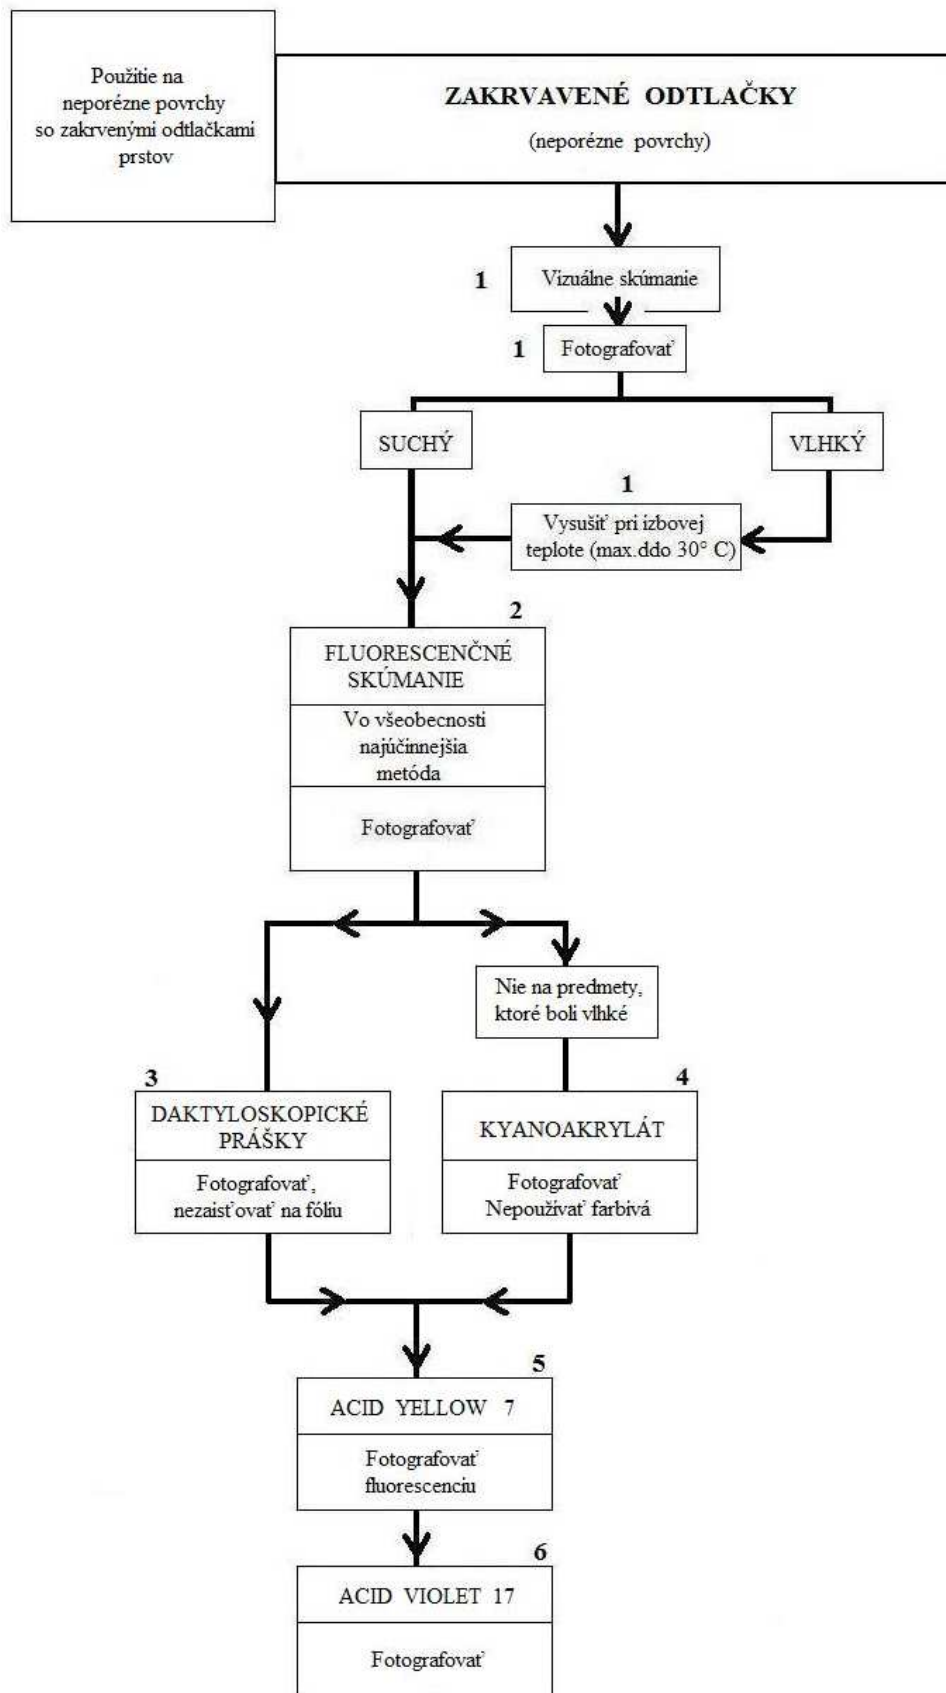 Použitie na
neporézne povrchy
so zakrvenými odtlačkami
prstov
ZAKRVAVENÉ ODTLAČKY
(neporézne povrchy)
1
Vizuálne skúmanie
1
Fotografovať
SUCHÝ
VLHKÝ
1
Vysušiť pri izbovej
teplote (max.ddo 30° C)
2
FLUORESCENČNÉ
SKÚMANIE
Vo všeobecnosti
najúčinnejšia
metóda
Fotografovať
Nie na predmety,
ktoré boli vlhké
3
DAKTYLOSKOPICKÉ
PRÁŠKY
Fotografovať,
nezaisťovať na fóliu
4
KYANOAKRYLÁT
Fotografovať
Nepoužívať farbivá
5
ACID YELLOW 7
Fotografovať
fluorescenciu
6
ACID VIOLET 17
Fotografovať